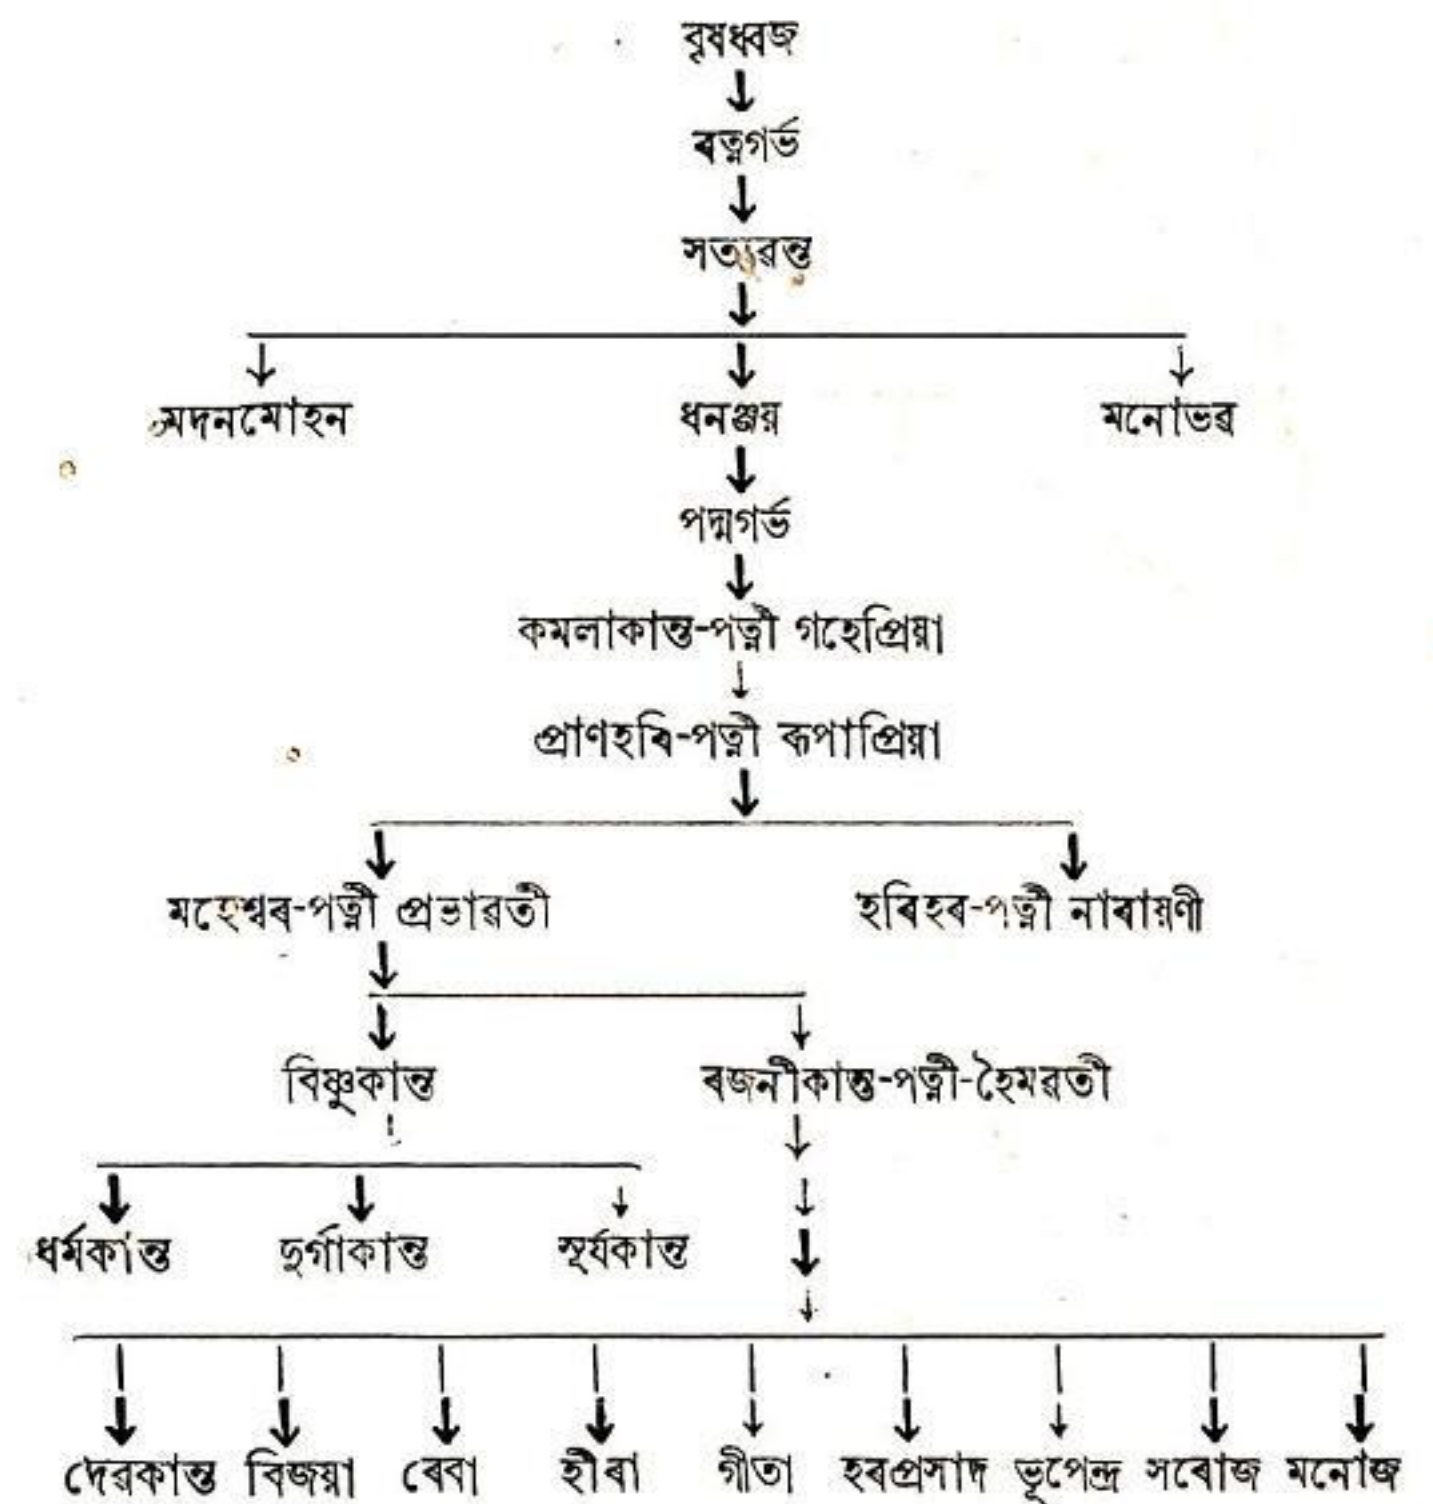 বৃষধ্বজ
ৰত্নগৰ্ভ
সত্যৱন্ত
মদনমোহন ধনঞ্জয় মনোভৱ
পদ্মগৰ্ভ
কমলাকান্ত-পত্নী গহেপ্ৰিয়া
প্ৰাণহৰি-পত্নী ৰূপাপ্ৰিয়া
মহেশ্বৰ-পত্নী প্ৰভাৱতী হৰিহৰ-পত্নী নাৰায়ণী
বিষ্ণুকান্ত ৰজনীকান্ত-পত্নী-হৈমৱতী
ধৰ্মকান্ত দুৰ্গাকান্ত সূৰ্যকান্ত
দেৱকান্ত বিজয়া ৰেবা হীৰা গীতা হৰপ্ৰসাদ ভূপেন্দ্ৰ সৰোজ মনোজ